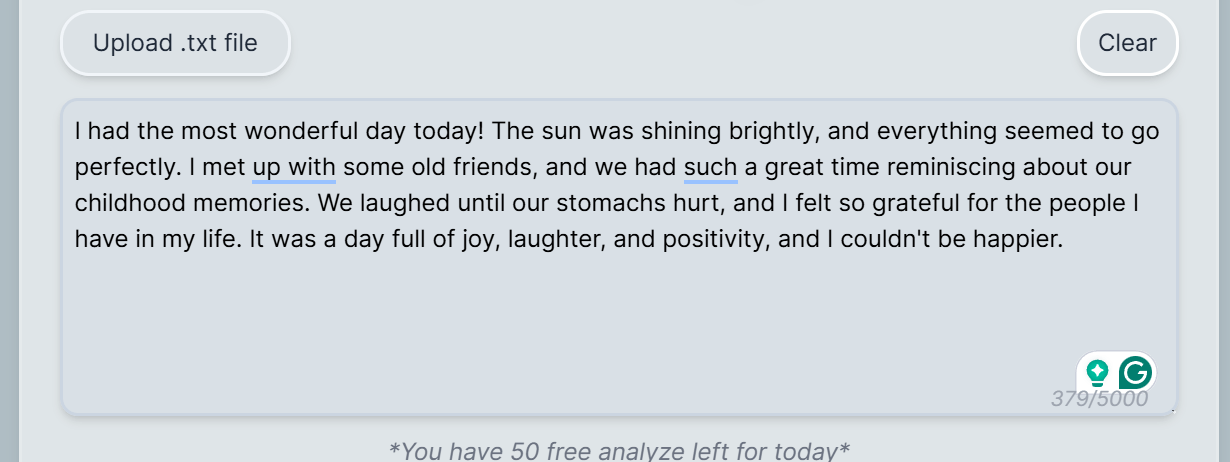 Upload .txt file
Clear
I had the most wonderful day today! The sun was shining brightly, and everything seemed to go
perfectly. I met up with some old friends, and we had such a great time reminiscing about our
childhood memories. We laughed until our stomachs hurt, and I felt so grateful for the people I
have in my life. It was a day full of joy, laughter, and positivity, and I couldn't be happier.
379/5000
*You have 50 free analyze left for today*